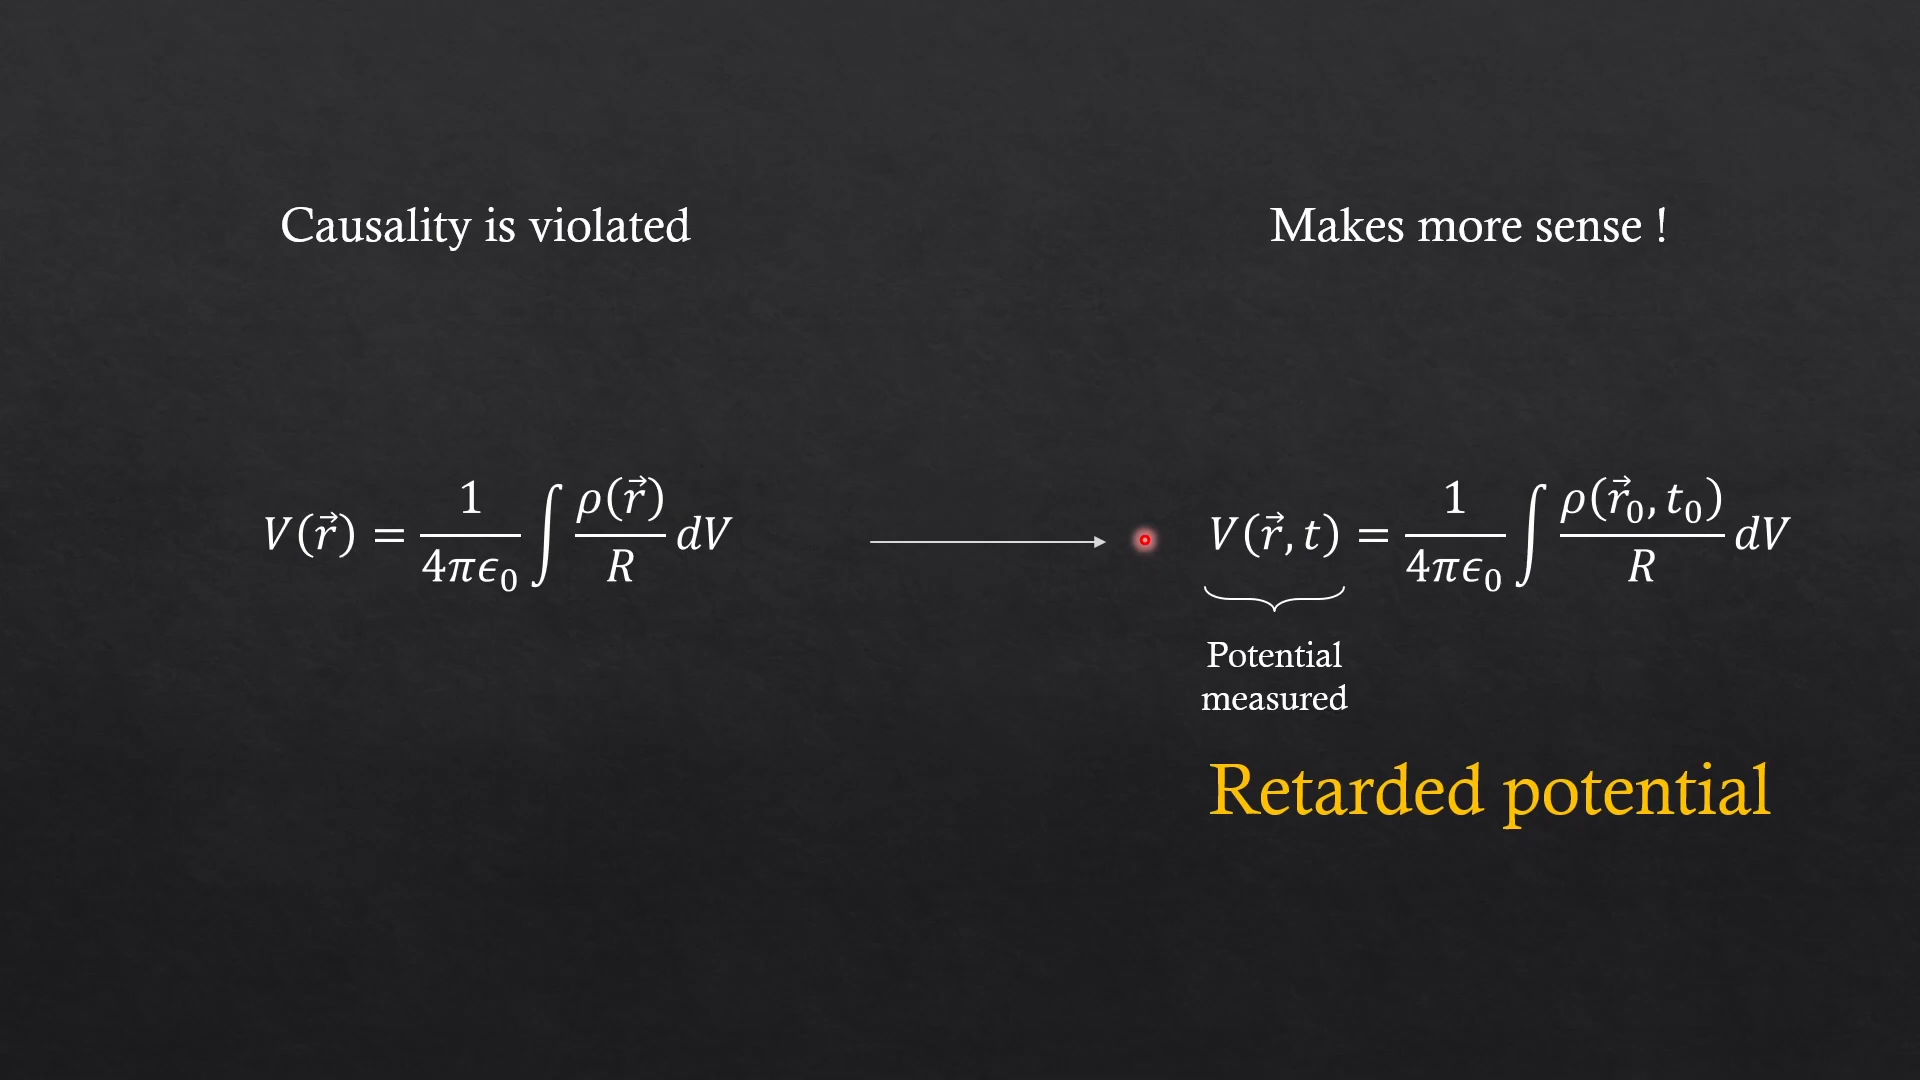 Causality is violated
Makes more sense !
V(r⃗) = 1/4πϵ₀ ∫ ρ(r⃗)/R dV
V(r⃗, t) = 1/4πϵ₀ ∫ ρ(r⃗₀, t₀)/R dV
Potential
measured
Retarded potential